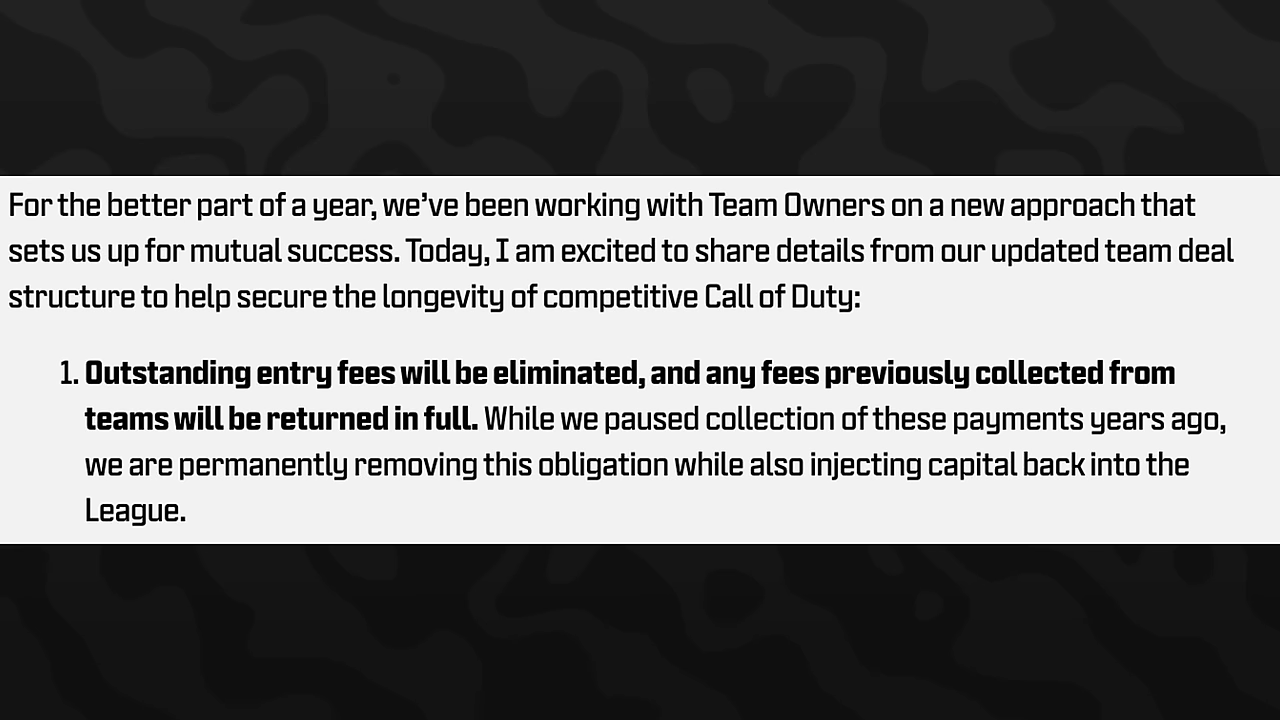 For the better part of a year, we’ve been working with Team Owners on a new approach that
sets us up for mutual success. Today, I am excited to share details from our updated team deal
structure to help secure the longevity of competitive Call of Duty:
1. Outstanding entry fees will be eliminated, and any fees previously collected from
teams will be returned in full. While we paused collection of these payments years ago,
we are permanently removing this obligation while also injecting capital back into the
League.